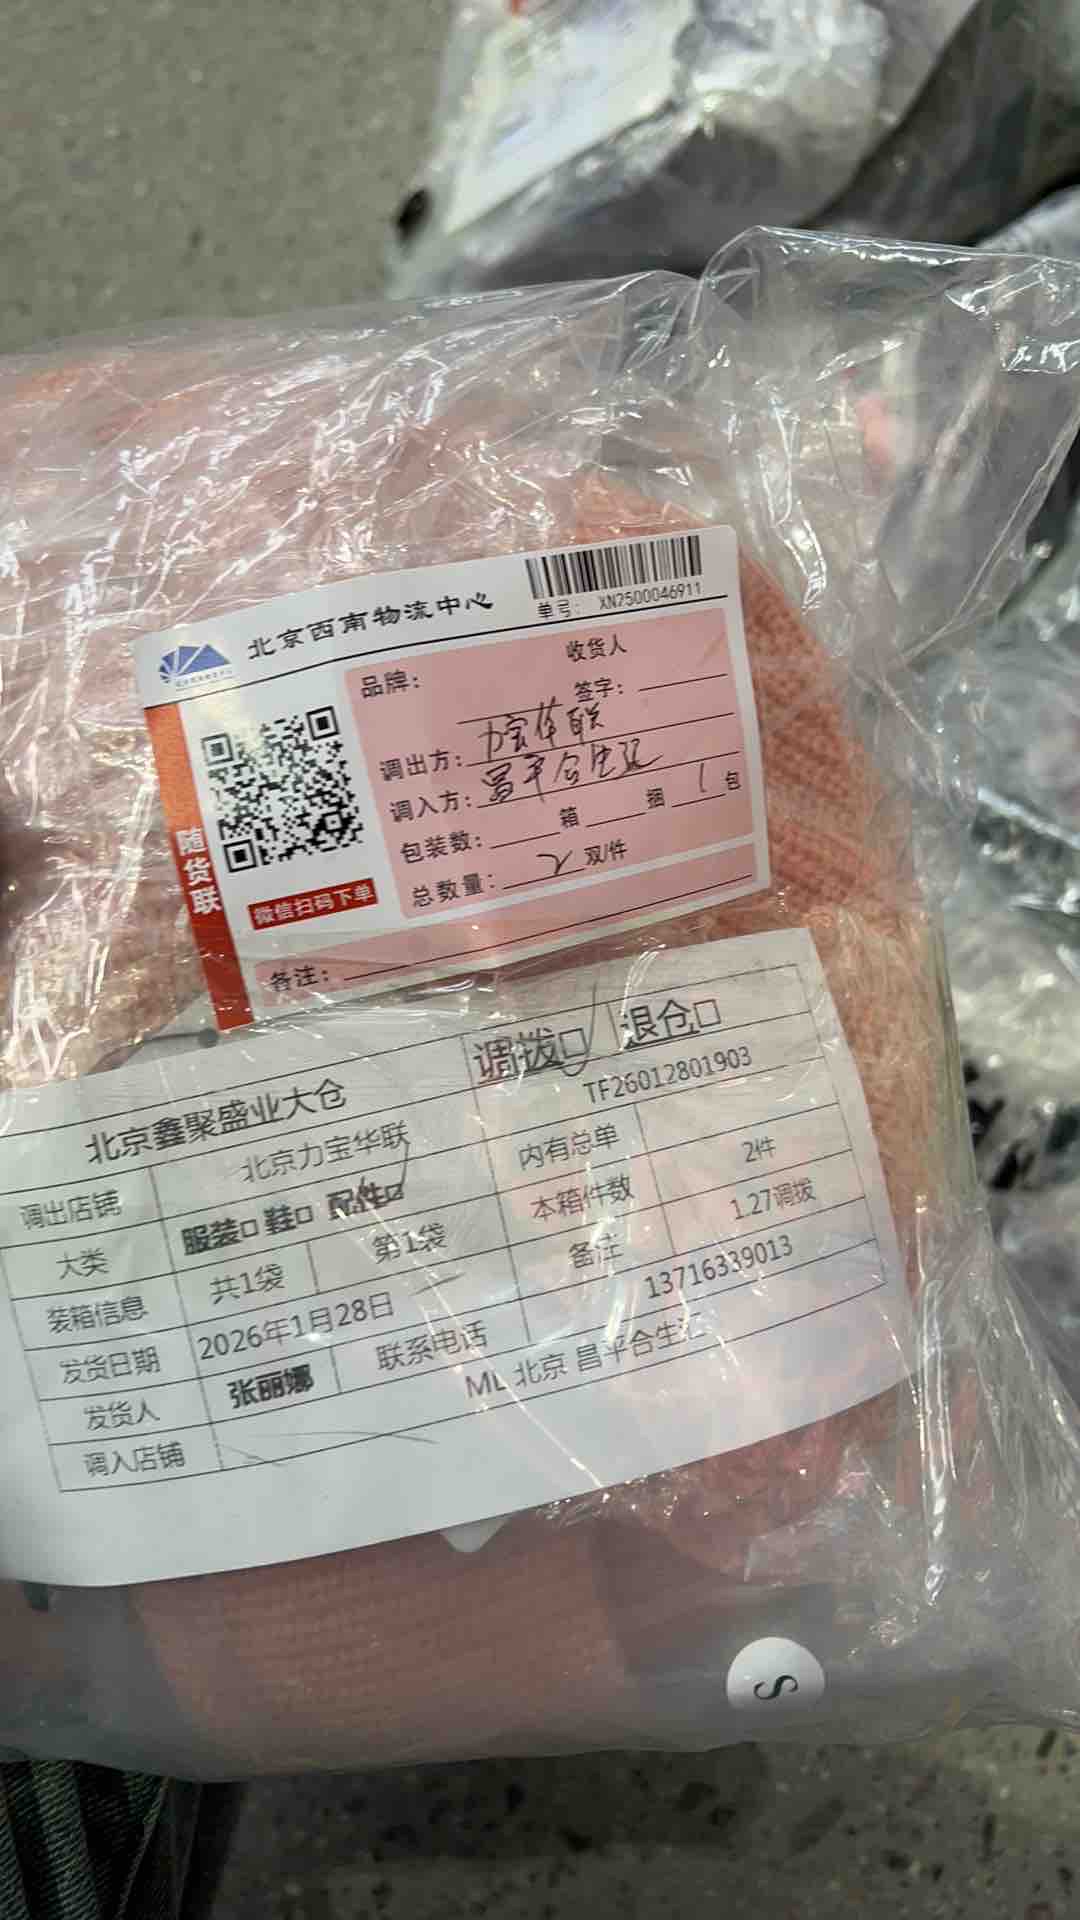 北京西南物流中心
单号： XN2500046911
收货人
品牌：
签字：
调出方： 力宝华联
调入方： 昌平合生汇
包装数： 箱 捆 1 包
总数量： 2 双/件
备注：
随货联
微信扫码下单
北京鑫聚盛业大仓 调拨□ 退仓□
调出店铺 北京力宝华联 TF26012801903
大类 服装□ 鞋□ 配件□ 内有总单
装箱信息 共1袋 第1袋 本箱件数 2件
发货日期 2026年1月28日 备注 1.27调拨
发货人 张丽娜 联系电话 13716339013
调入店铺 ML 北京 昌平合生汇
S